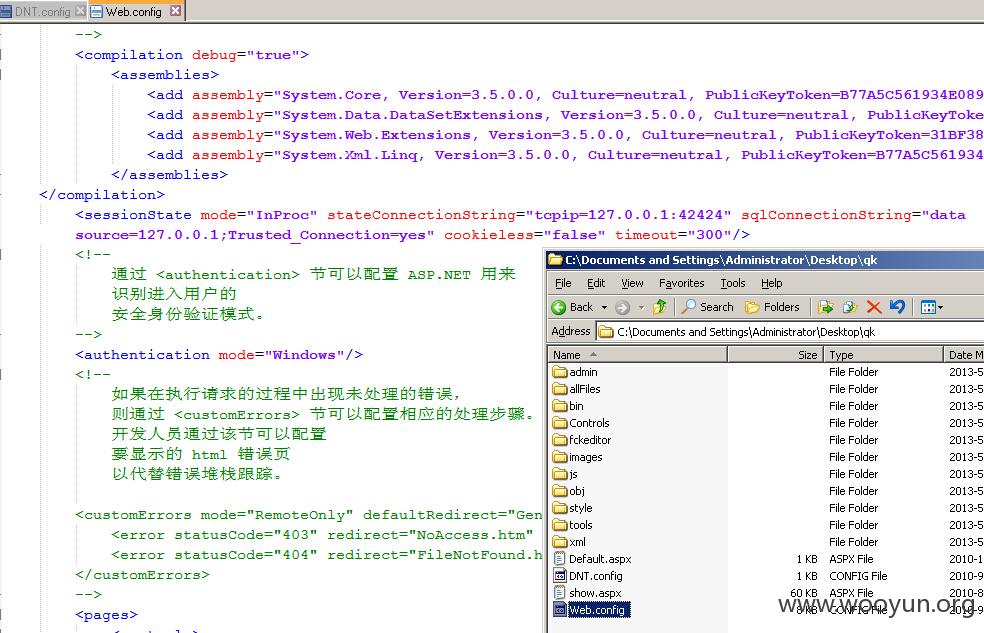 DNT.config Web.config
-->
<compilation debug="true">
<assemblies>
<add assembly="System.Core, Version=3.5.0.0, Culture=neutral, PublicKeyToken=B77A5C561934E089
<add assembly="System.Data.DataSetExtensions, Version=3.5.0.0, Culture=neutral, PublicKeyToke
<add assembly="System.Web.Extensions, Version=3.5.0.0, Culture=neutral, PublicKeyToken=31BF38
<add assembly="System.Xml.Linq, Version=3.5.0.0, Culture=neutral, PublicKeyToken=B77A5C561934
</assemblies>
</compilation>
<sessionState mode="InProc" stateConnectionString="tcpip=127.0.0.1:42424" sqlConnectionString="data
source=127.0.0.1;Trusted_Connection=yes" cookieless="false" timeout="300"/>
<!--
通过 <authentication> 节可以配置 ASP.NET 用来
识别进入用户的
安全身份验证模式。
-->
<authentication mode="Windows"/>
<!--
如果在执行请求的过程中出现未处理的错误，
则通过 <customErrors> 节可以配置相应的处理步骤。
开发人员通过该节可以配置
要显示的 html 错误页
以代替错误堆栈跟踪。
<customErrors mode="RemoteOnly" defaultRedirect="Gen
<error statusCode="403" redirect="NoAccess.htm"
<error statusCode="404" redirect="FileNotFound.h
</customErrors>
-->
<pages>
C:\Documents and Settings\Administrator\Desktop\qk
File Edit View Favorites Tools Help
Back Search Folders
Address C:\Documents and Settings\Administrator\Desktop\qk
Name Size Type Date M
admin File Folder 2013-5
allFiles File Folder 2013-5
bin File Folder 2013-5
Controls File Folder 2013-5
fckeditor File Folder 2013-5
images File Folder 2013-5
js File Folder 2013-5
obj File Folder 2013-5
style File Folder 2013-5
tools File Folder 2013-5
xml File Folder 2013-5
Default.aspx 1 KB ASPX File 2010-1
DNT.config 1 KB CONFIG File 2010-9
show.aspx 60 KB ASPX File 2010-8
Web.config 8 KB CONFIG File
www.wooyun.org